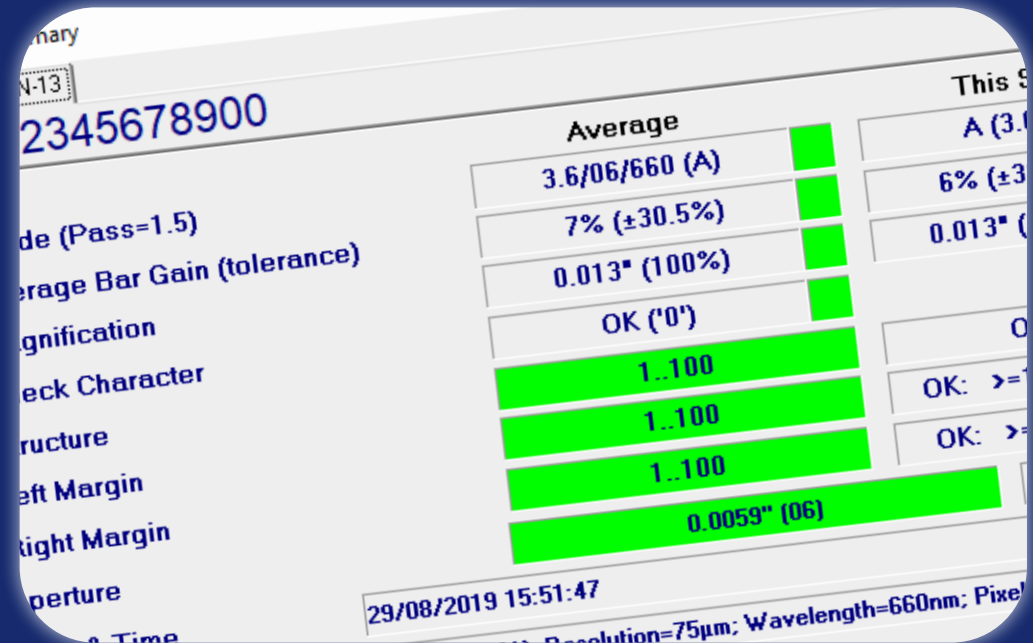 mary
N-13
2345678900
Average This S
de (Pass=1.5) 3.6/06/660 (A) A (3.
erage Bar Gain (tolerance) 7% (±30.5%) 6% (±3
gnification 0.013" (100%) 0.013" (
eck Character OK ('0')
ructure 1..100 O
eft Margin 1..100 OK: >=
Right Margin 1..100 OK: >=
perture 0.0059" (06)
& Time 29/08/2019 15:51:47
Resolution=75µm; Wavelength=660nm; Pixel